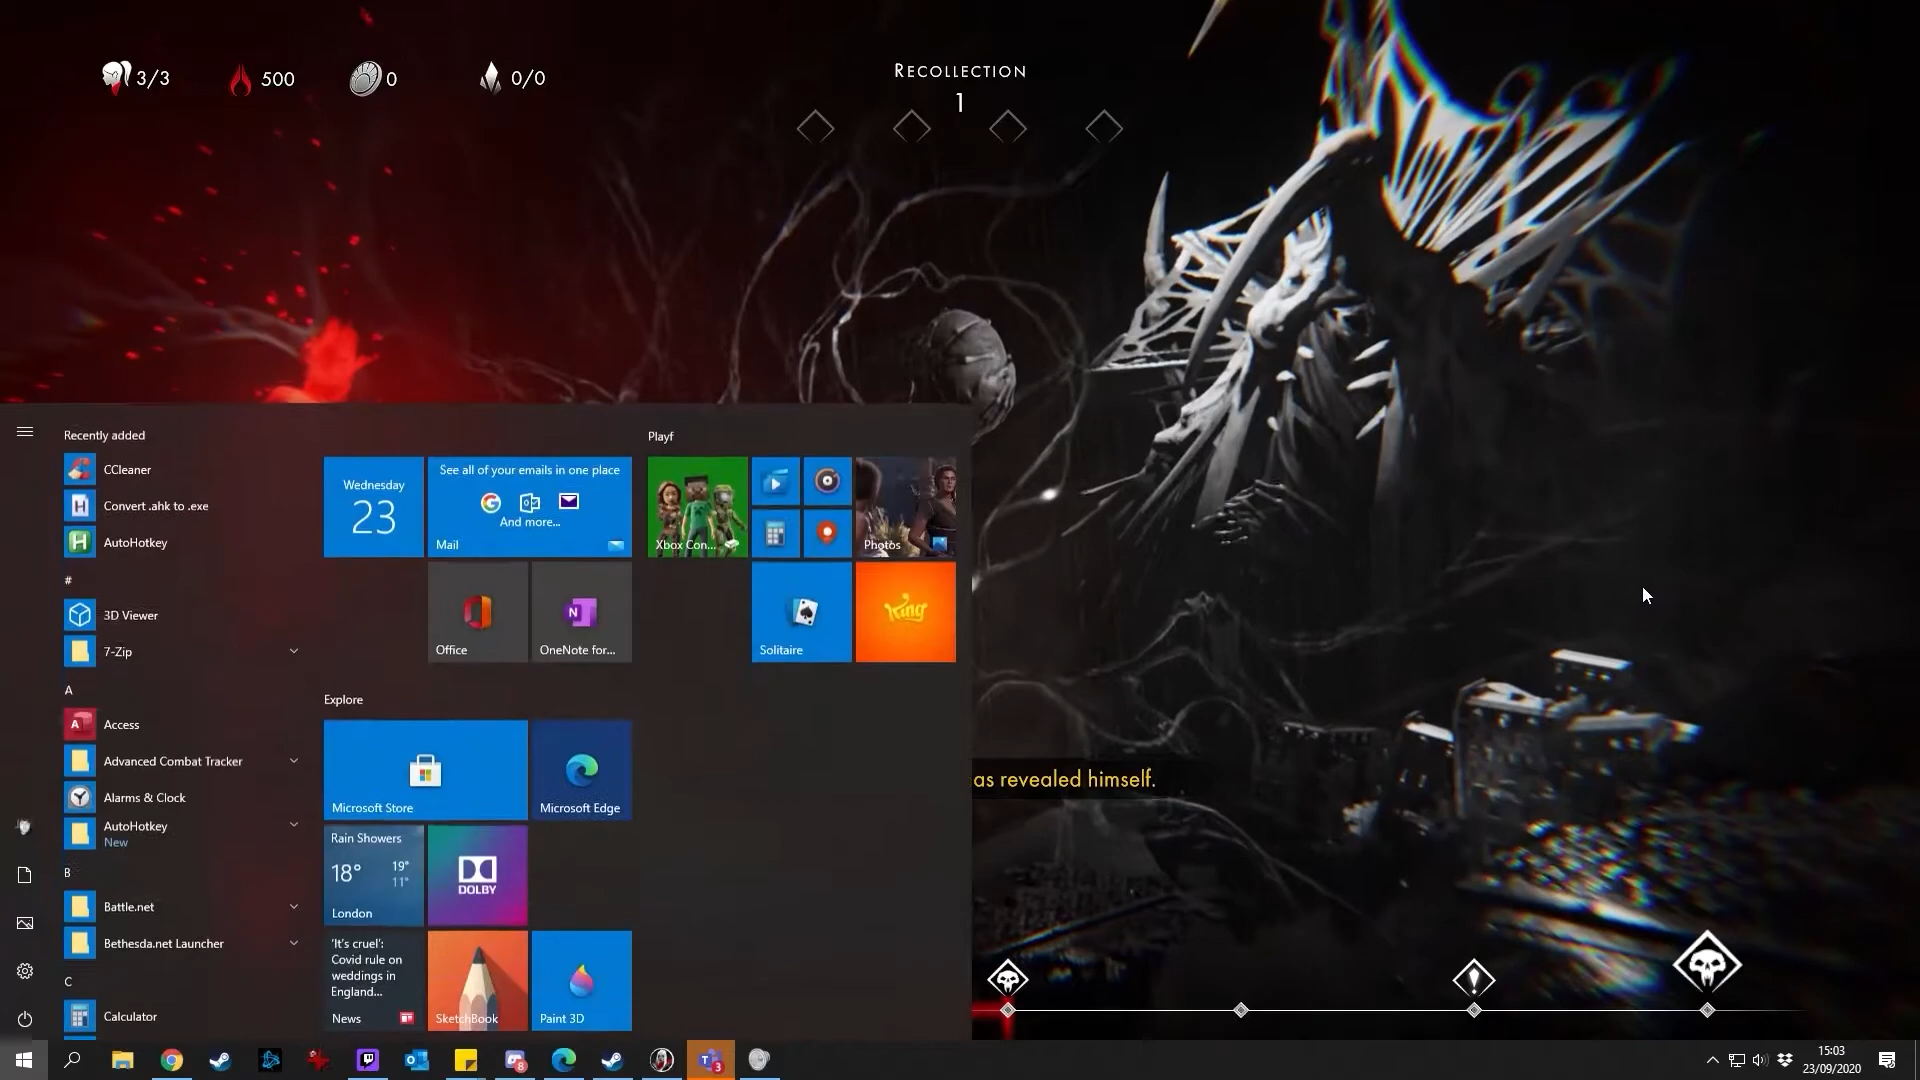 3/3
500
0
0/0
RECOLLECTION
1
Recently added
CCleaner
Convert .ahk to .exe
AutoHotkey
#
3D Viewer
7-Zip
A
Access
Advanced Combat Tracker
Alarms & Clock
AutoHotkey
New
B
Battle.net
Bethesda.net Launcher
C
Calculator
Wednesday
23
See all of your emails in one place
And more...
Mail
Office
OneNote for...
Playf
Xbox Con...
Photos
Solitaire
King
Explore
Microsoft Store
Microsoft Edge
Rain Showers
18°
19°
11°
London
DOLBY
'It's cruel':
Covid rule on
weddings in
England...
News
SketchBook
Paint 3D
as revealed himself.
8
3
15:03
23/09/2020